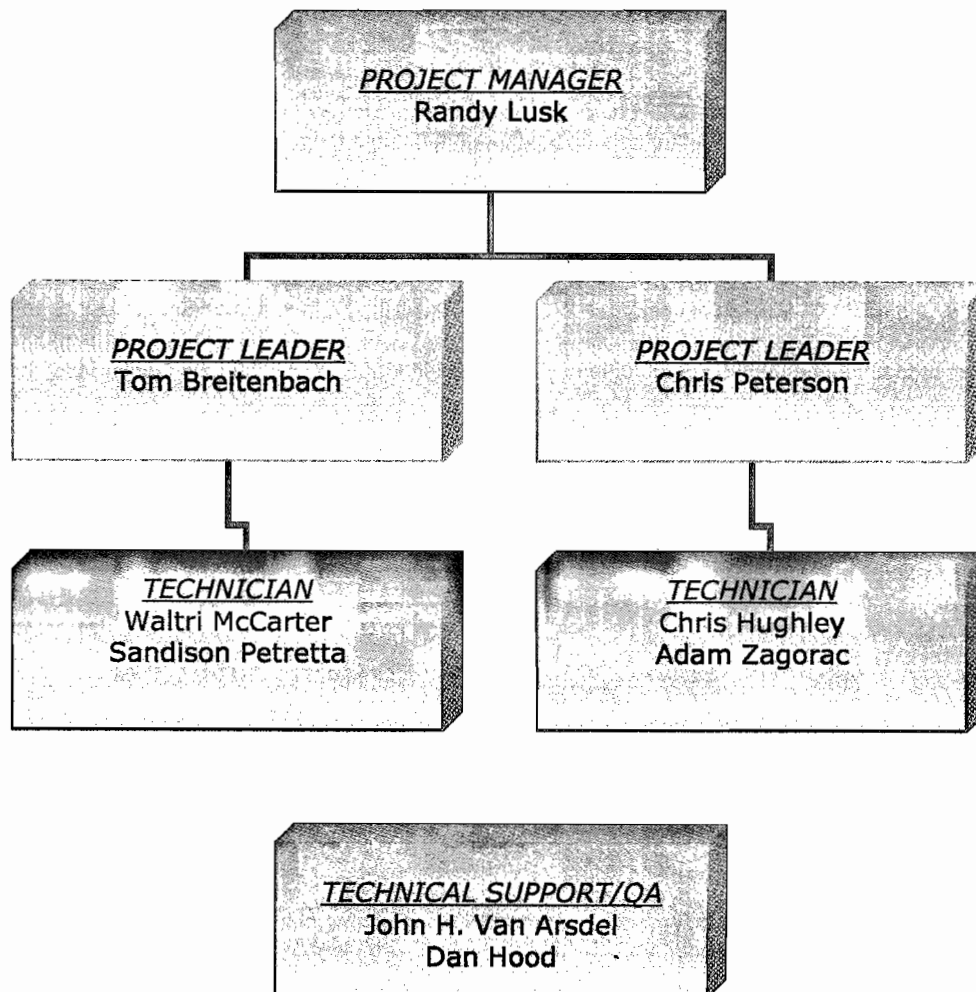 PROJECT MANAGER
Randy Lusk
PROJECT LEADER
Tom Breitenbach
PROJECT LEADER
Chris Peterson
TECHNICIAN
Waltri McCarter
Sandison Petretta
TECHNICIAN
Chris Hughley
Adam Zagorac
TECHNICAL SUPPORT/QA
John H. Van Arsdel
Dan Hood